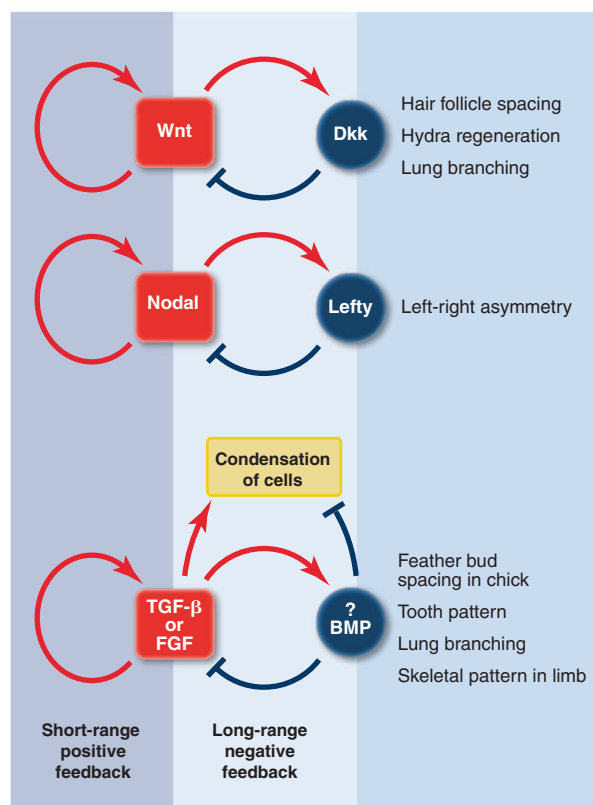 Wnt
Dkk
Hair follicle spacing
Hydra regeneration
Lung branching
Nodal
Lefty
Left-right asymmetry
Condensation
of cells
TGF-β
or
FGF
?
BMP
Feather bud
spacing in chick
Tooth pattern
Lung branching
Skeletal pattern in limb
Short-range
positive
feedback
Long-range
negative
feedback